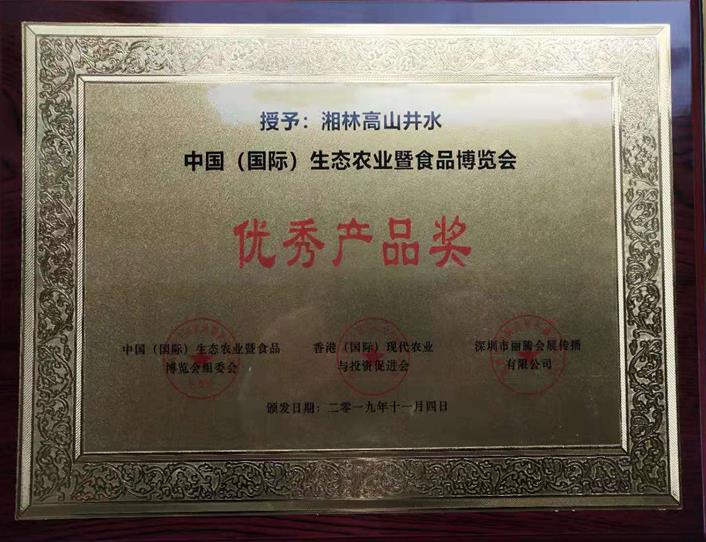 授予：湘林高山井水
中国（国际）生态农业暨食品博览会
优秀产品奖
中国（国际）生态农业暨食品
博览会组委会
香港（国际）现代农业
与投资促进会
深圳市丽腾会展传播
有限公司
颁发日期：二零一九年十一月四日